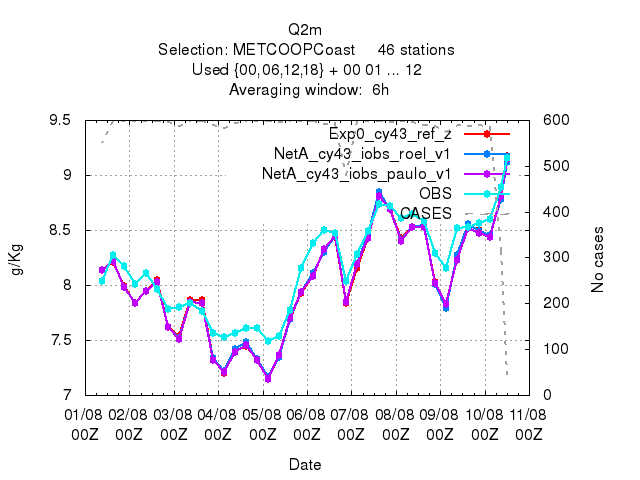 Q2m
Selection: METCOOPCoast 46 stations
Used {00,06,12,18} + 00 01 ... 12
Averaging window: 6h
9.5
9
8.5
8
7.5
7
600
500
400
300
200
100
0
g/Kg
No cases
Exp0_cy43_ref_z
NetA_cy43_iobs_roel_v1
NetA_cy43_iobs_paulo_v1
OBS
CASES
01/08 02/08 03/08 04/08 05/08 06/08 07/08 08/08 09/08 10/08 11/08
00Z 00Z 00Z 00Z 00Z 00Z 00Z 00Z 00Z 00Z 00Z
Date